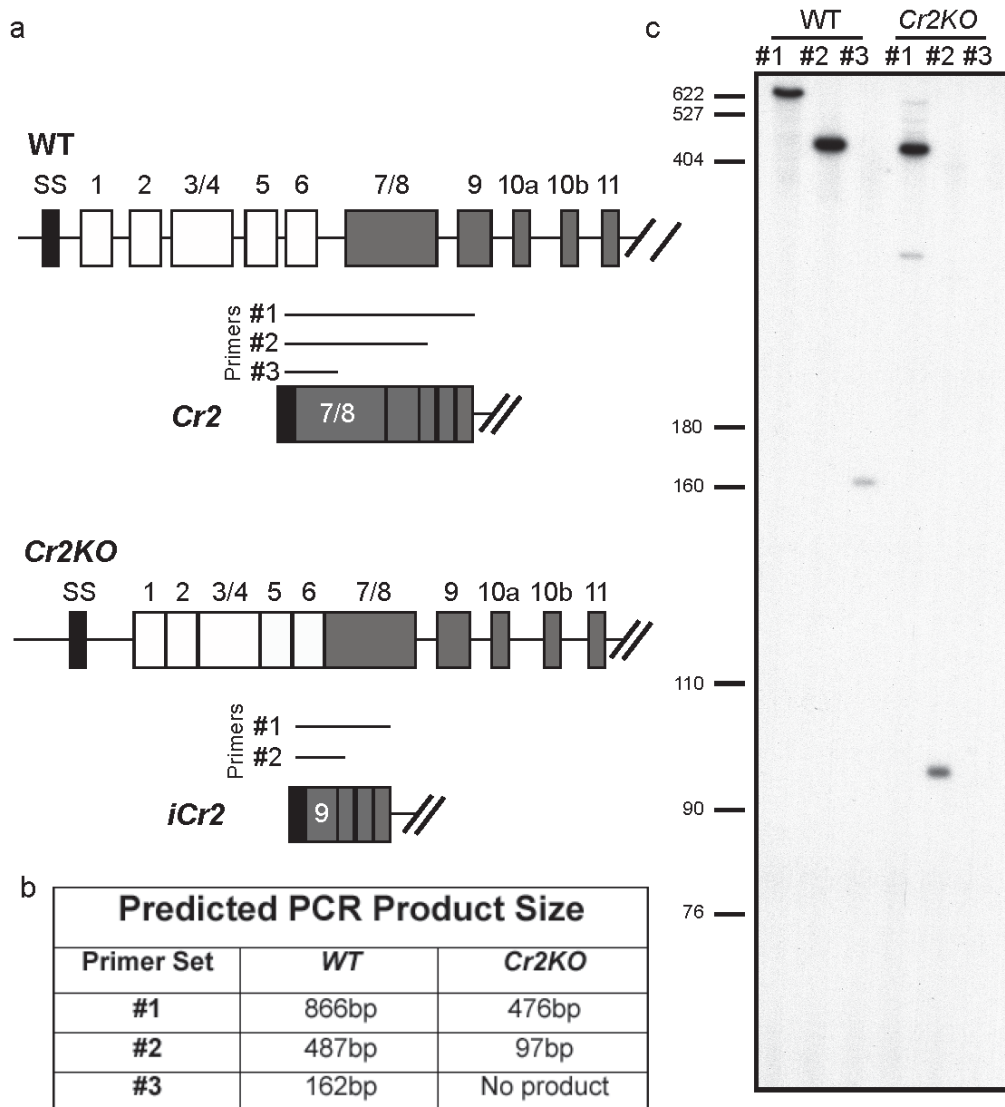 a
WT
SS 1 2 3/4 5 6 7/8 9 10a 10b 11
Primers
#1
#2
#3
Cr2
7/8
Cr2KO
SS 1 2 3/4 5 6 7/8 9 10a 10b 11
Primers
#1
#2
iCr2
9
b
Predicted PCR Product Size
Primer Set WT Cr2KO
#1 866bp 476bp
#2 487bp 97bp
#3 162bp No product
c
WT Cr2KO
#1 #2 #3 #1 #2 #3
622
527
404
180
160
110
90
76